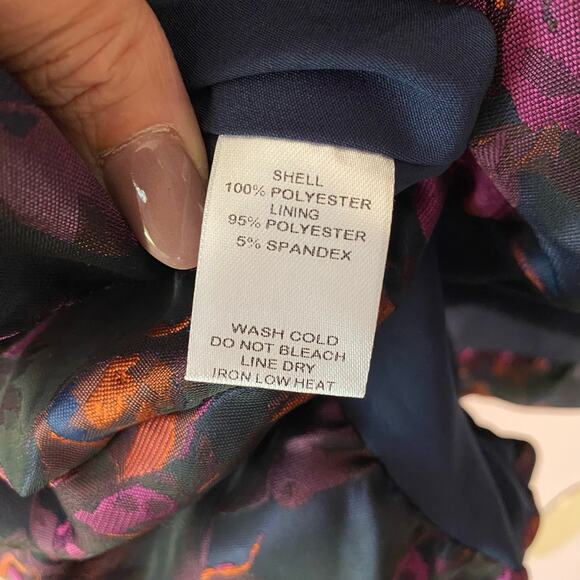 SHELL
100% POLYESTER
LINING
95% POLYESTER
5% SPANDEX
WASH COLD
DO NOT BLEACH
LINE DRY
IRON LOW HEAT